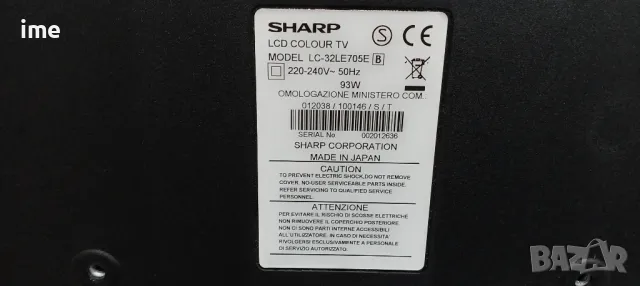 ime
SHARP
LCD COLOUR TV
MODEL LC-32LE705E B
220-240V~ 50Hz
93W
OMOLOGAZIONE MINISTERO COM.:
012038 / 100146 / S / T
SERIAL No 002012636
SHARP CORPORATION
MADE IN JAPAN
CAUTION
TO PREVENT ELECTRIC SHOCK,DO NOT REMOVE
COVER. NO-USER SERVICEABLE PARTS INSIDE.
REFER SERVICING TO QUALIFIED SERVICE
PERSONNEL.
ATTENZIONE
PER EVITARE IL RISCHIO DI SCOSSE ELETTRICHE
NON RIMUOVERE IL COPERCHIO POSTERIORE.
NON CI SONO PARTI INTERNE ACCESSIBILI
ALL'UTILIZZATORE. IN CASO DI NECESSITA'
RIVOLGERSI ESCLUSIVAMENTE A PERSONALE
DI SERVIZIO AUTORIZZATO.
S CE
BAZAR
bg